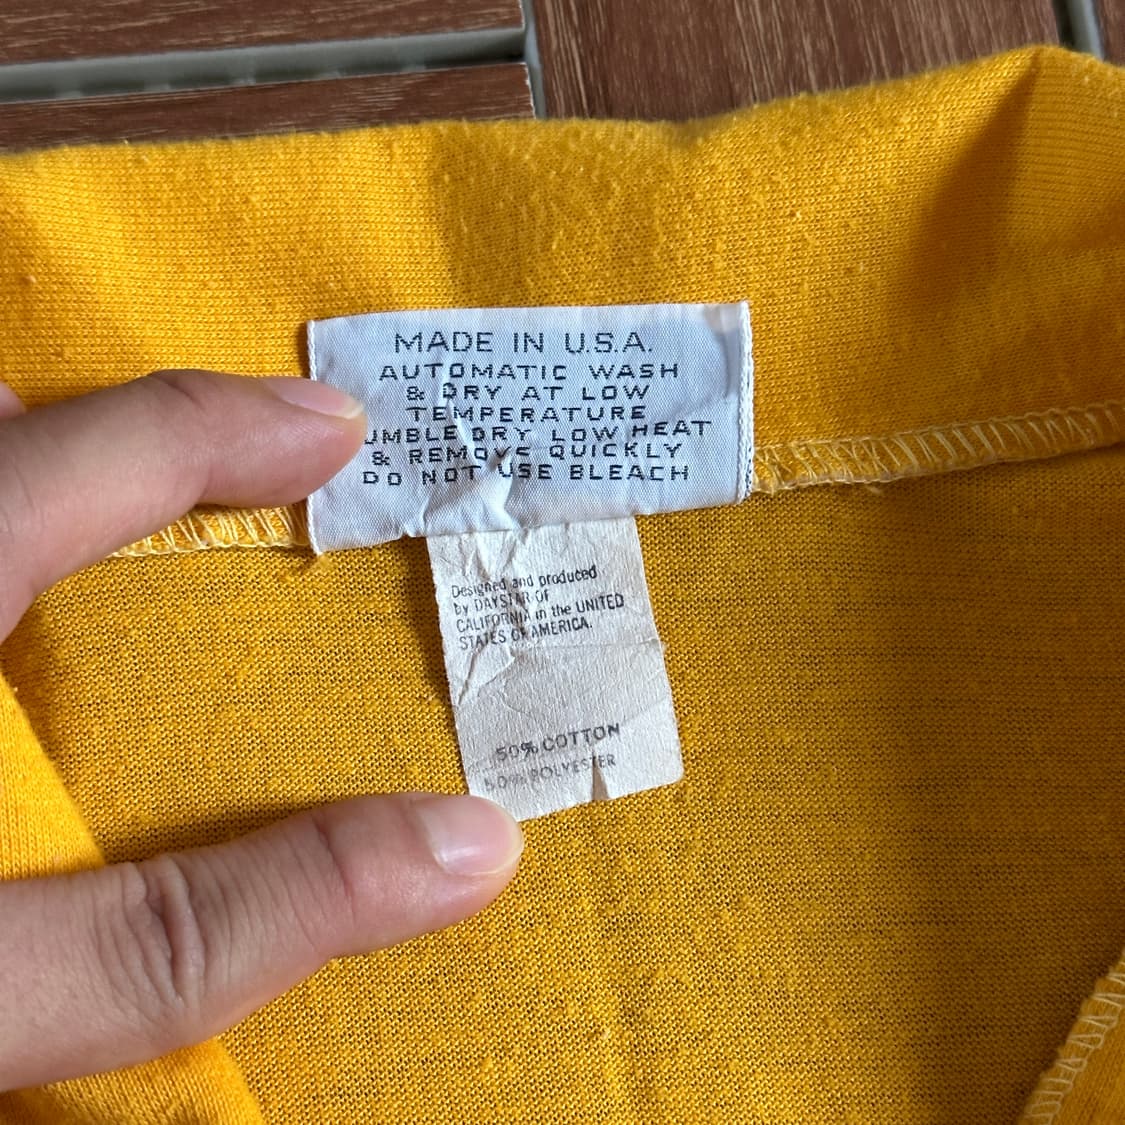 MADE IN U.S.A.
AUTOMATIC WASH
& DRY AT LOW
TEMPERATURE
UMBLE DRY LOW HEAT
& REMOVE QUICKLY
DO NOT USE BLEACH
Designed and produced
by DAYSTAR OF
CALIFORNIA in the UNITED
STATES OF AMERICA.
50% COTTON
50% POLYESTER